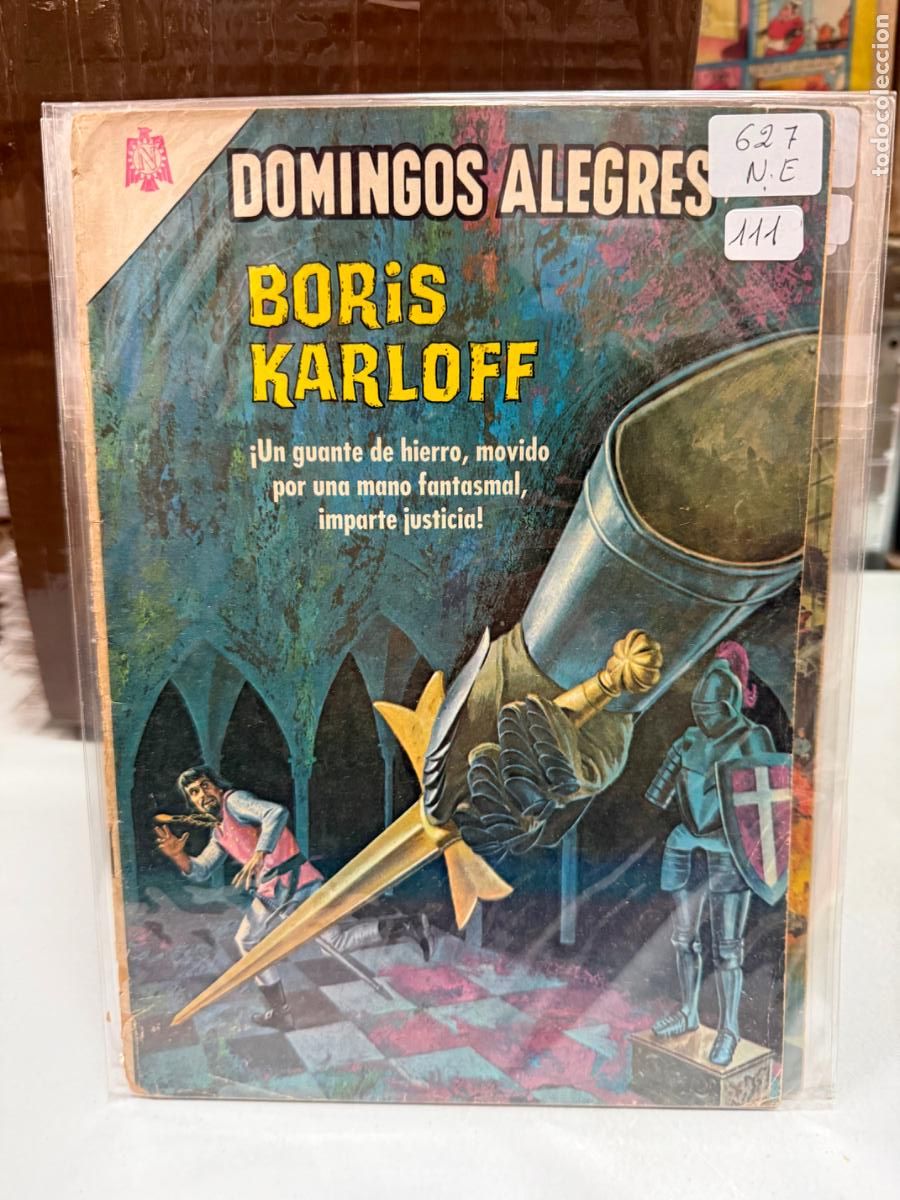 N
DOMINGOS ALEGRES
627
N.E
111
BORiS
KARLOFF
¡Un guante de hierro, movido
por una mano fantasmal,
imparte justicia!
todocoleccion